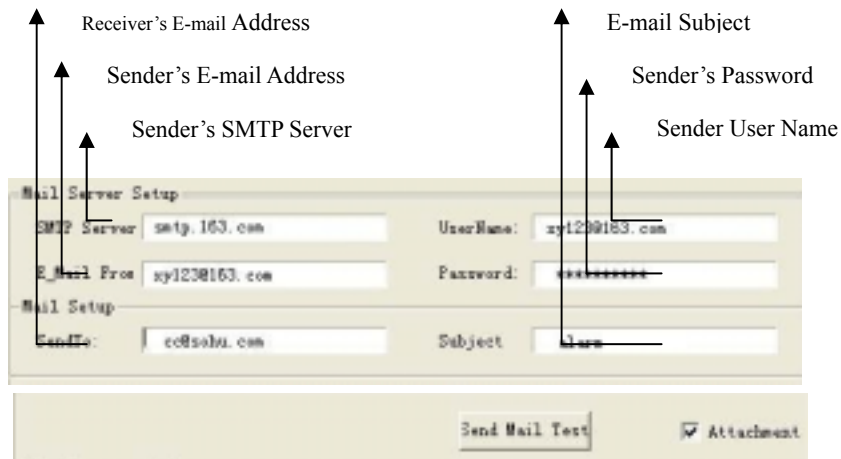 Receiver's E-mail Address
E-mail Subject
Sender's E-mail Address
Sender's Password
Sender's SMTP Server
Sender User Name
Mail Server Setup
SMTP Server smtp.163.com UserName: xy123@163.com
E_Mail From xy123@163.com Password: **********
Mail Setup
SendTo: cc@sohu.com Subject alarm
Send Mail Test Attachment